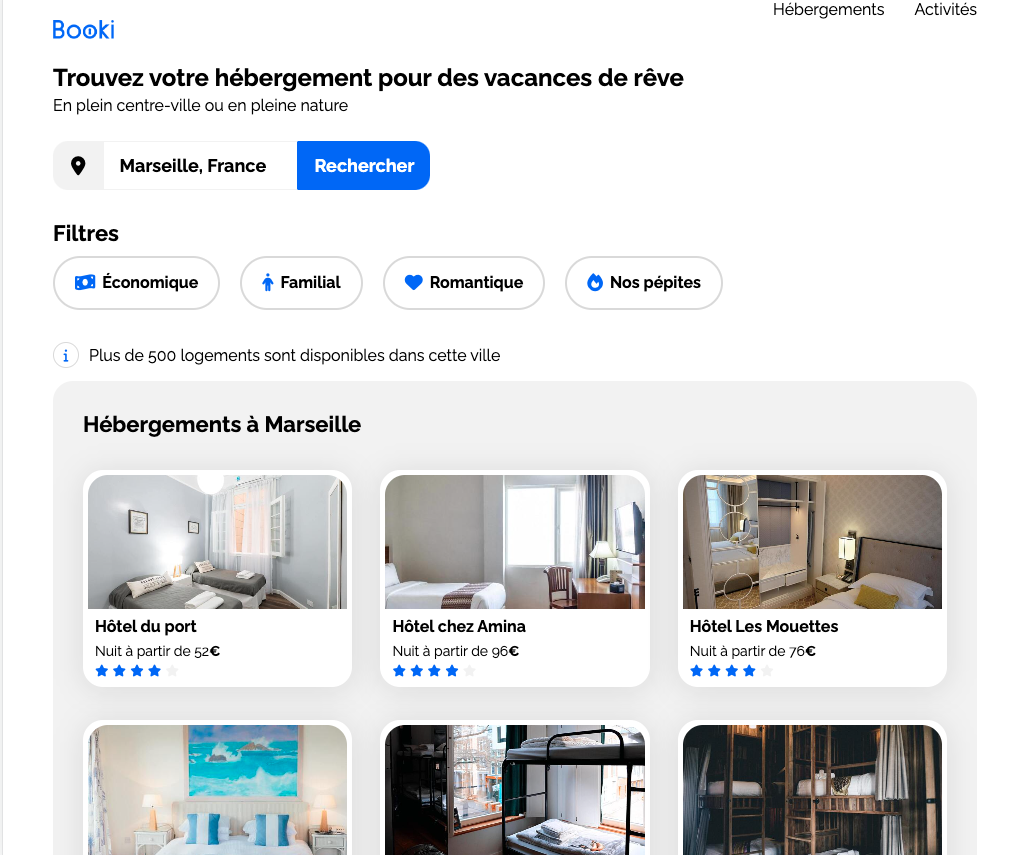 Hébergements Activités
Booki
Trouvez votre hébergement pour des vacances de rêve
En plein centre-ville ou en pleine nature
Marseille, France Rechercher
Filtres
Économique Familial Romantique Nos pépites
i Plus de 500 logements sont disponibles dans cette ville
Hébergements à Marseille
Hôtel du port Hôtel chez Amina Hôtel Les Mouettes
Nuit à partir de 52€ Nuit à partir de 96€ Nuit à partir de 76€